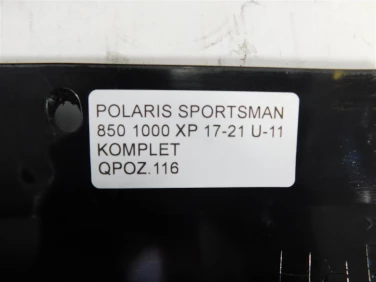 POLARIS SPORTSMAN
850 1000 XP 17-21 U-11
KOMPLET
QPOZ.116